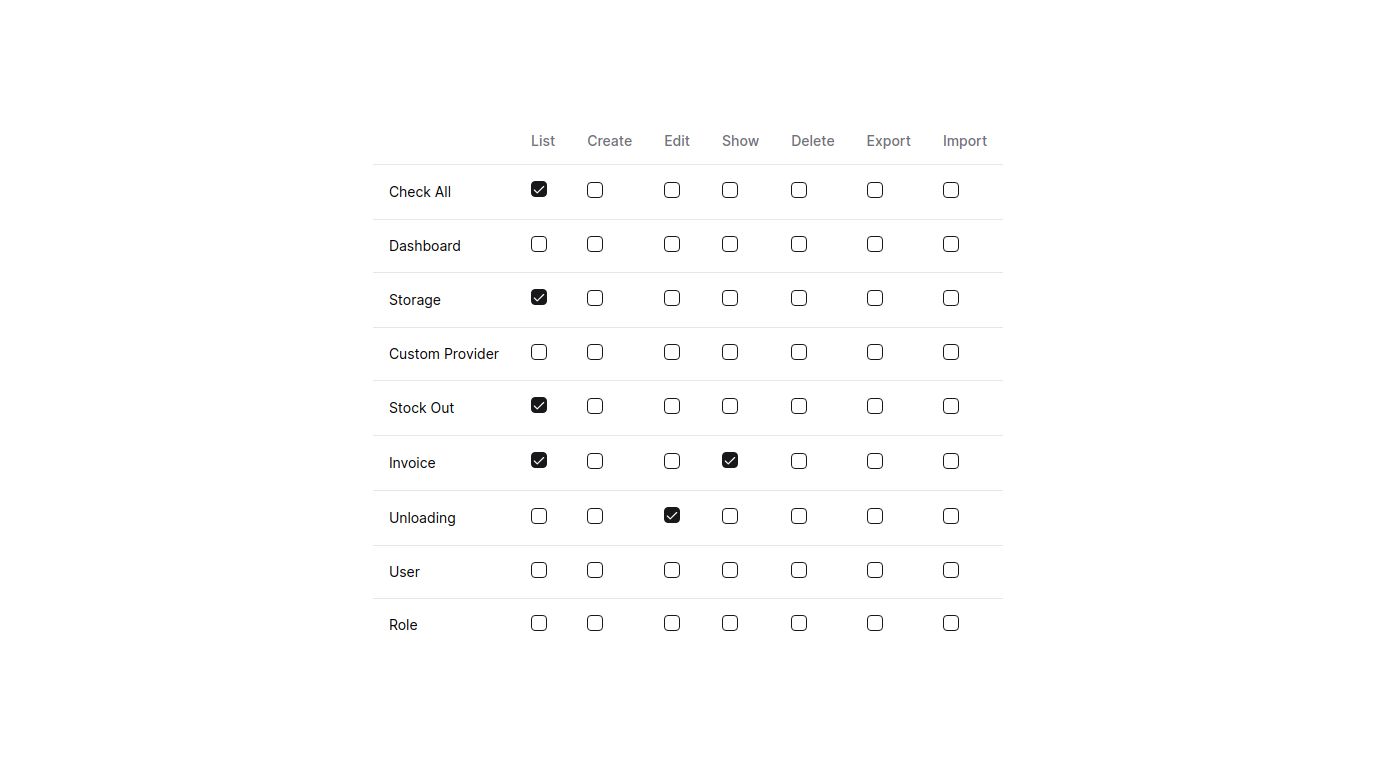 List Create Edit Show Delete Export Import
Check All
Dashboard
Storage
Custom Provider
Stock Out
Invoice
Unloading
User
Role